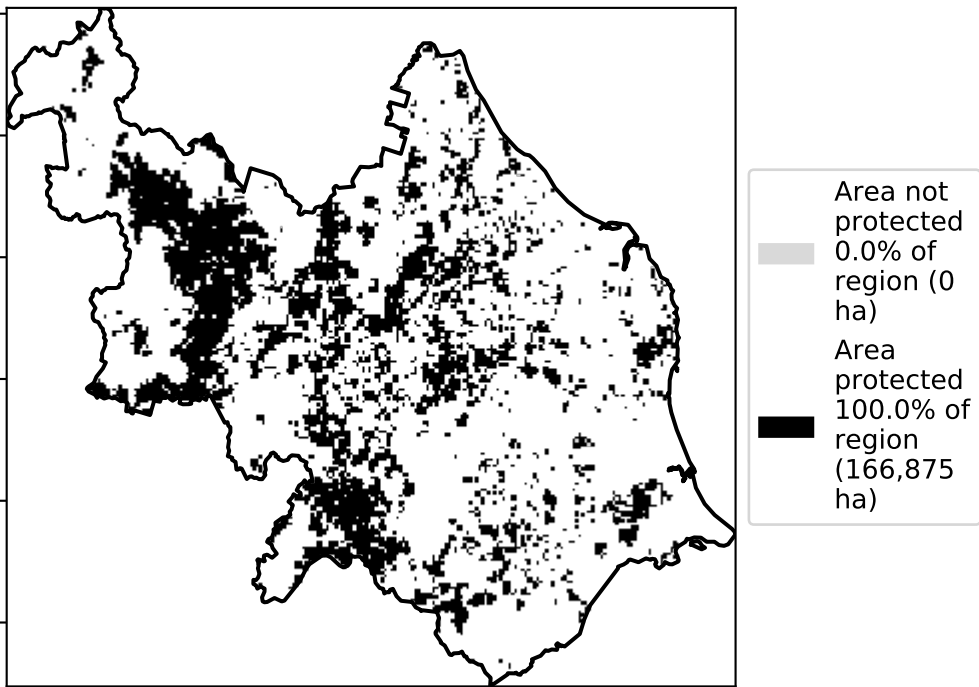 Area not
protected
0.0% of
region (0
ha)
Area
protected
100.0% of
region
(166,875
ha)